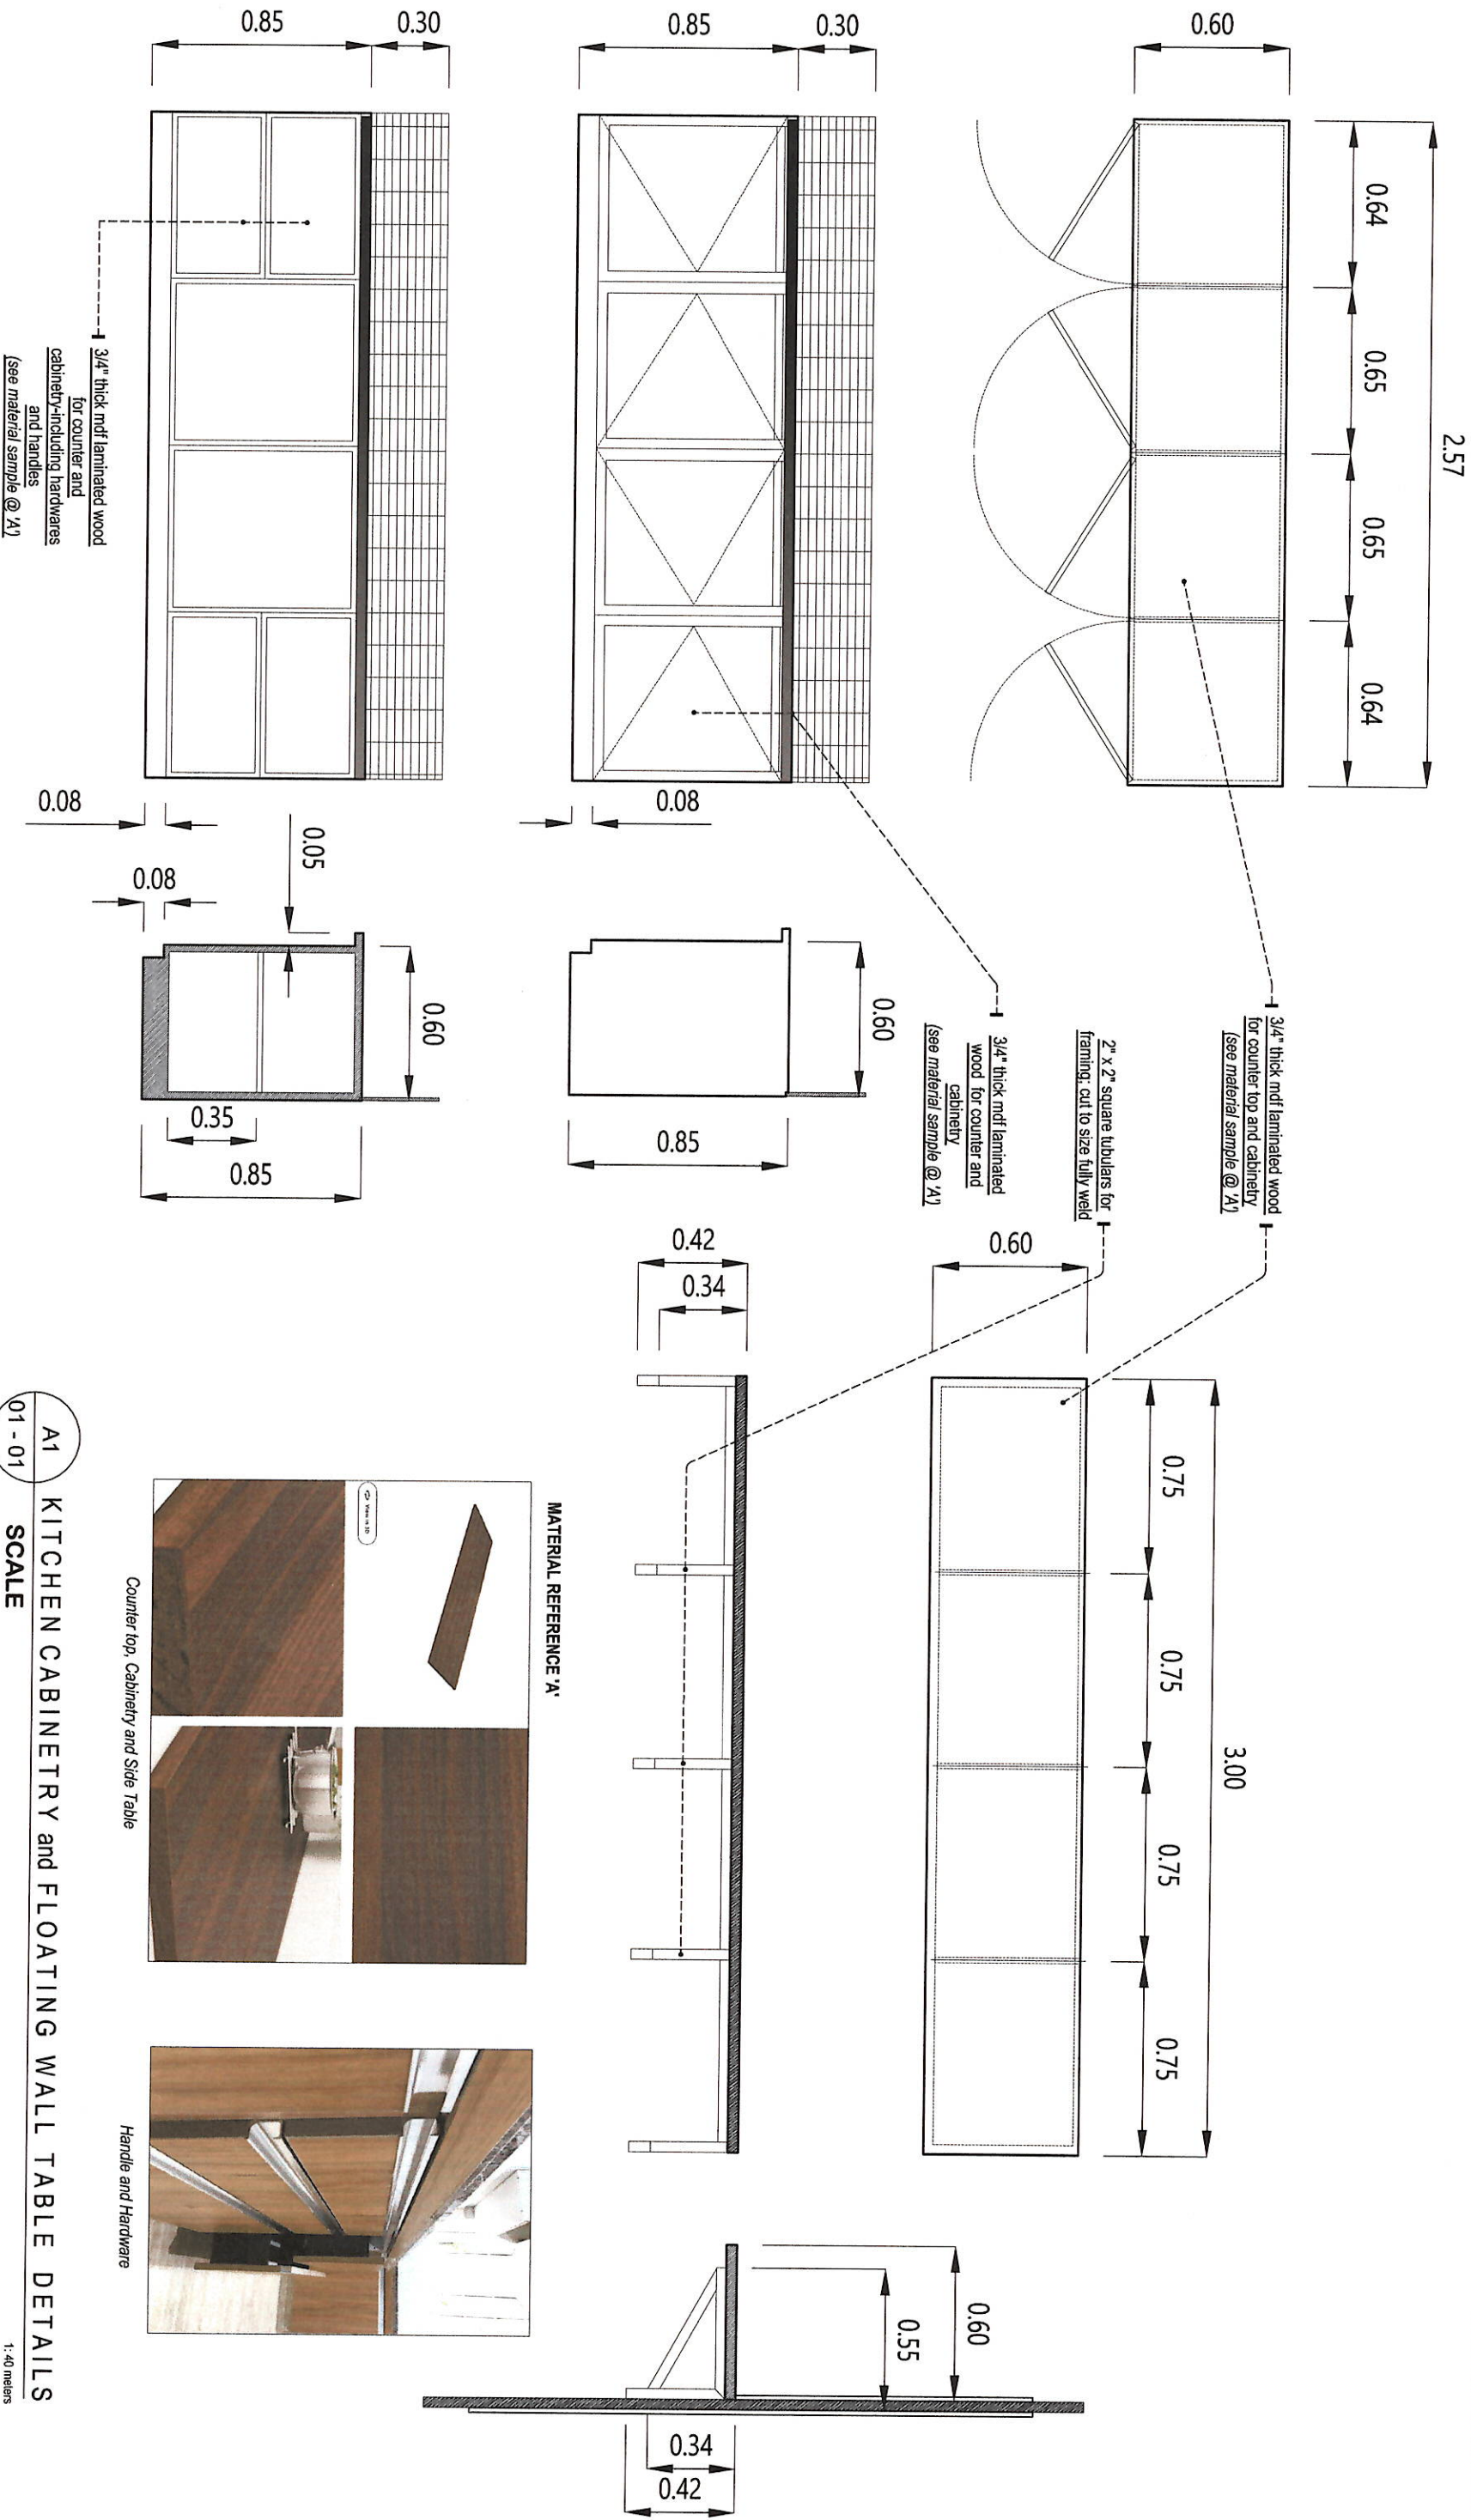 2.57
0.64
0.65
0.65
0.64
0.60
0.30
0.85
0.08
0.60
0.85
0.30
0.85
0.08
0.05
0.08
0.60
0.35
0.85
3/4" thick mdf laminated wood
for counter and
cabinetry-including hardwares
and handles
(see material sample @ 'A')
3/4" thick mdf laminated wood
for counter top and cabinetry
(see material sample @ 'A')
2" x 2" square tubulars for
framing; cut to size fully weld
3/4" thick mdf laminated
wood for counter and
cabinetry
(see material sample @ 'A')
3.00
0.75
0.75
0.75
0.75
0.60
0.42
0.34
0.60
0.55
0.34
0.42
MATERIAL REFERENCE 'A'
View in 3D
Counter top, Cabinetry and Side Table
Handle and Hardware
A1
01 - 01
KITCHEN CABINETRY and FLOATING WALL TABLE DETAILS
SCALE
1: 40 meters